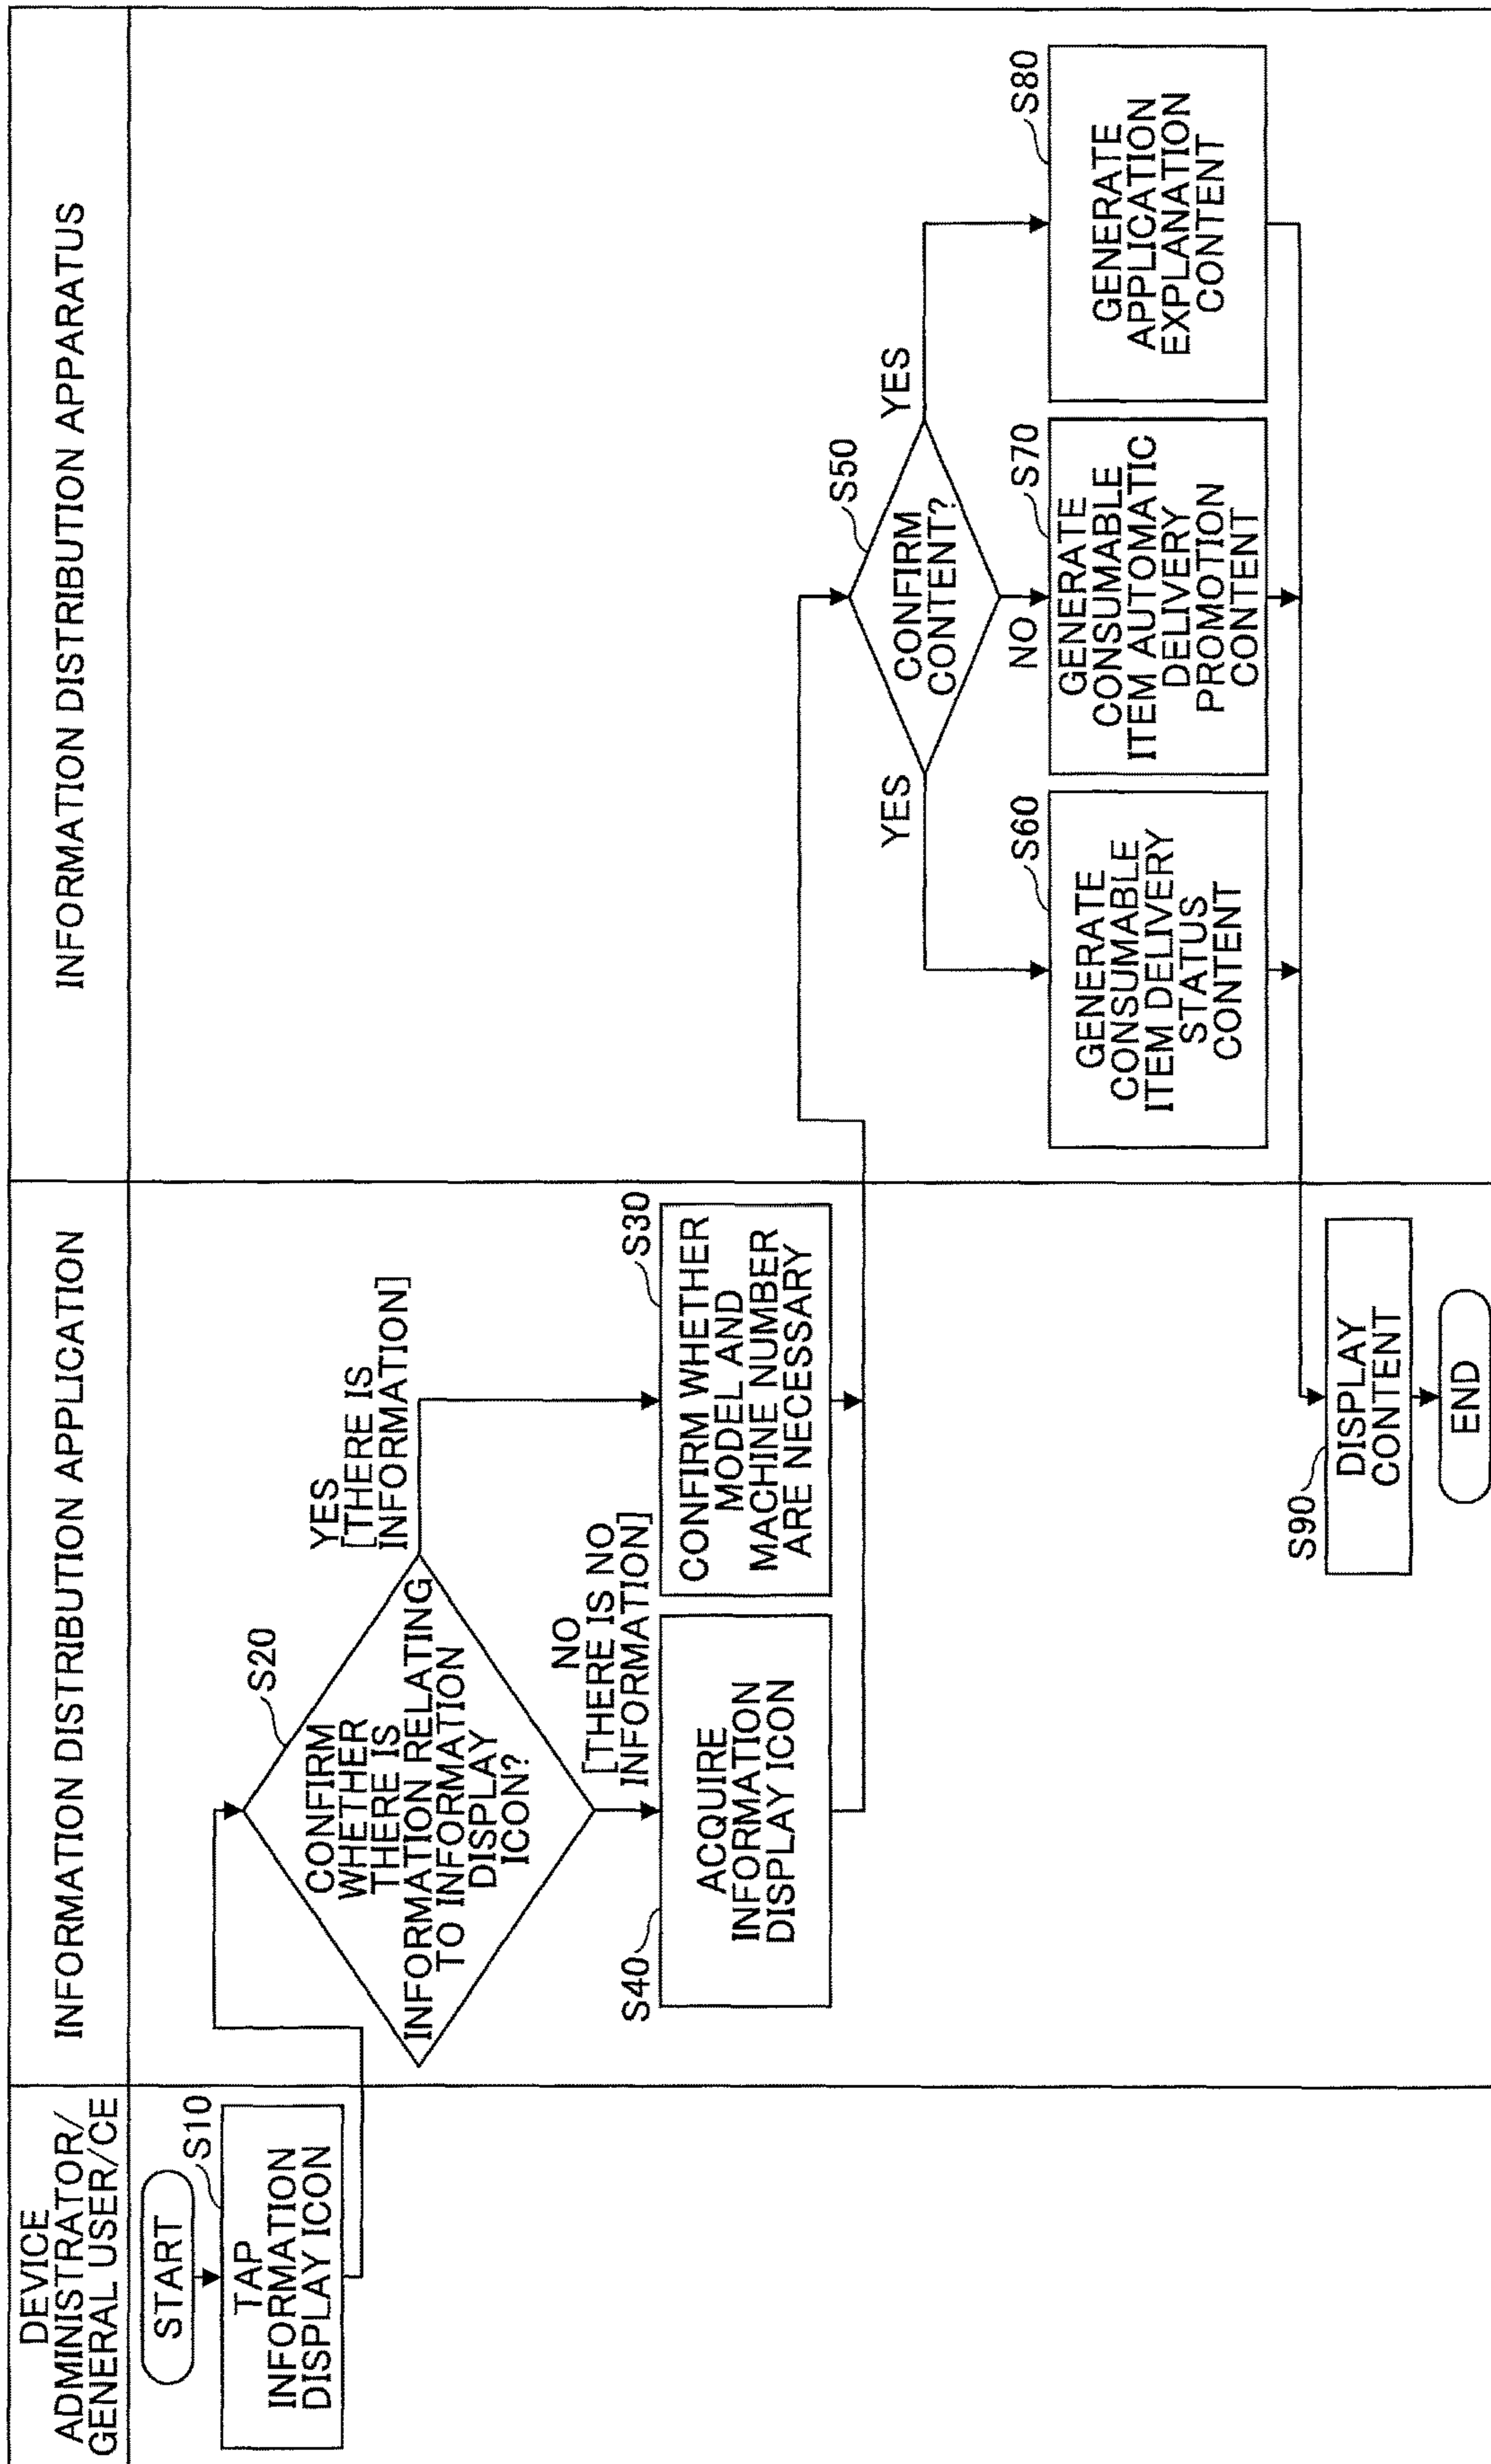 DEVICE
ADMINISTRATOR/
GENERAL USER/CE
INFORMATION DISTRIBUTION APPLICATION
INFORMATION DISTRIBUTION APPARATUS
START
S10
TAP
INFORMATION
DISPLAY ICON
S20
CONFIRM
WHETHER
THERE IS
INFORMATION RELATING
TO INFORMATION
DISPLAY
ICON?
YES
[THERE IS
INFORMATION]
NO
[THERE IS NO
INFORMATION]
S40
ACQUIRE
INFORMATION
DISPLAY ICON
S30
CONFIRM WHETHER
MODEL AND
MACHINE NUMBER
ARE NECESSARY
S50
CONFIRM
CONTENT?
YES
NO
YES
S60
GENERATE
CONSUMABLE
ITEM DELIVERY
STATUS
CONTENT
S70
GENERATE
CONSUMABLE
ITEM AUTOMATIC
DELIVERY
PROMOTION
CONTENT
S80
GENERATE
APPLICATION
EXPLANATION
CONTENT
S90
DISPLAY
CONTENT
END